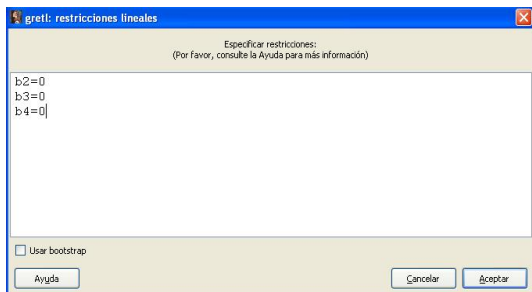 gretl: restricciones lineales
Especificar restricciones:
(Por favor, consulte la Ayuda para más información)
b2=0
b3=0
b4=0
Usar bootstrap
Ayuda
Cancelar
Aceptar